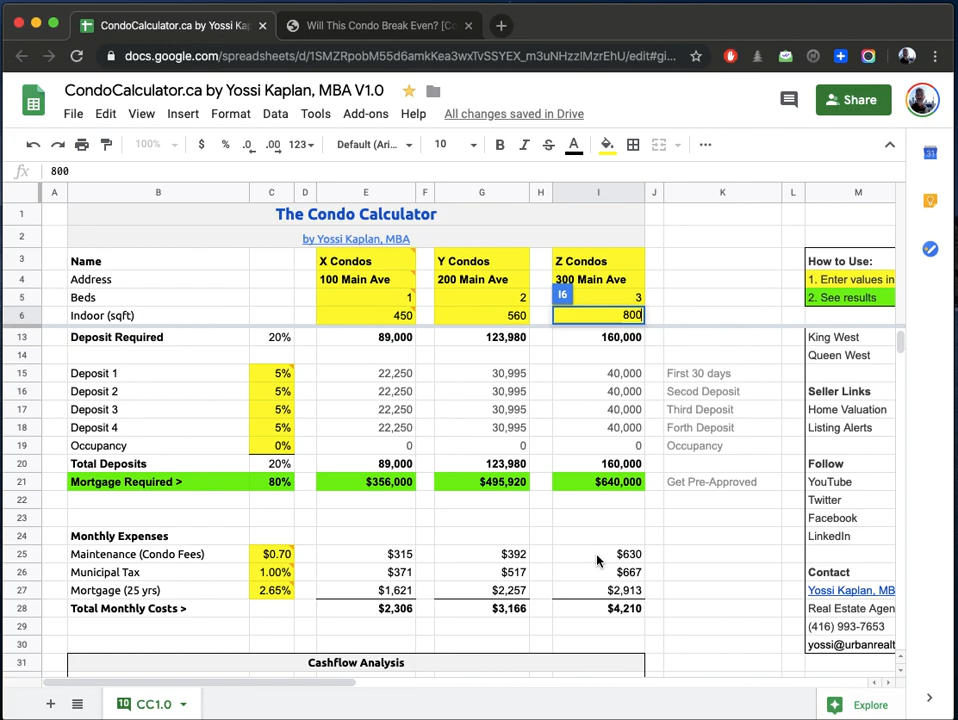 CondoCalculator.ca by Yossi Ka
Will This Condo Break Even? [Co
docs.google.com/spreadsheets/d/1SMZRpobM55d6amkKea3wxTvSSYEX_m3uNHzzlMzrEhU/edit#gi...
CondoCalculator.ca by Yossi Kaplan, MBA V1.0
Share
File Edit View Insert Format Data Tools Add-ons Help All changes saved in Drive
100% $ % .0 .00 123 Default (Ari... 10 B I S A
fx 800
31
A B C D E F G H I J K L M
1 The Condo Calculator
2 by Yossi Kaplan, MBA
3 Name X Condos Y Condos Z Condos How to Use:
4 Address 100 Main Ave 200 Main Ave 300 Main Ave 1. Enter values in
5 Beds 1 2 I6 3 2. See results
6 Indoor (sqft) 450 560 800
13 Deposit Required 20% 89,000 123,980 160,000 King West
14 Queen West
15 Deposit 1 5% 22,250 30,995 40,000 First 30 days
16 Deposit 2 5% 22,250 30,995 40,000 Secod Deposit Seller Links
17 Deposit 3 5% 22,250 30,995 40,000 Third Deposit Home Valuation
18 Deposit 4 5% 22,250 30,995 40,000 Forth Deposit Listing Alerts
19 Occupancy 0% 0 0 0 Occupancy
20 Total Deposits 20% 89,000 123,980 160,000 Follow
21 Mortgage Required > 80% $356,000 $495,920 $640,000 Get Pre-Approved YouTube
22 Twitter
23 Facebook
24 Monthly Expenses LinkedIn
25 Maintenance (Condo Fees) $0.70 $315 $392 $630
26 Municipal Tax 1.00% $371 $517 $667 Contact
27 Mortgage (25 yrs) 2.65% $1,621 $2,257 $2,913 Yossi Kaplan, MB
28 Total Monthly Costs > $2,306 $3,166 $4,210 Real Estate Agen
29 (416) 993-7653
30 yossi@urbanrealt
31 Cashflow Analysis
10 CC1.0
Explore